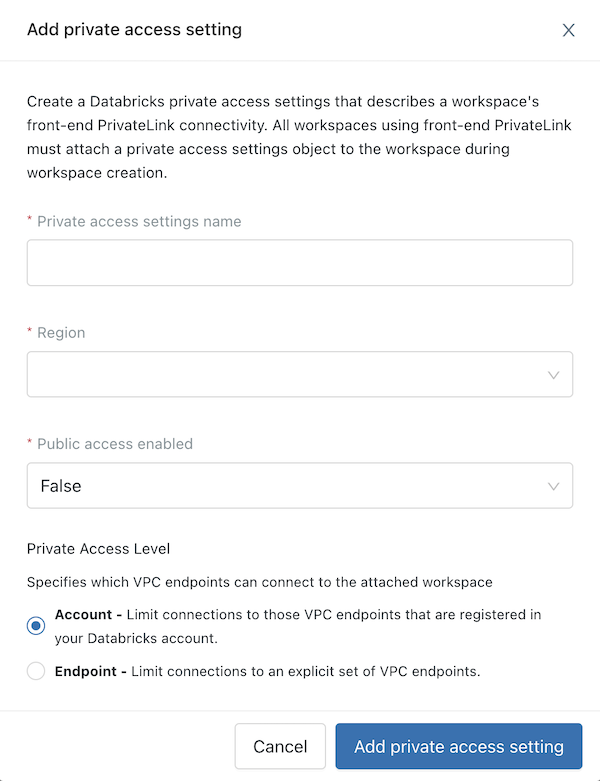 Add private access setting
Create a Databricks private access settings that describes a workspace's
front-end PrivateLink connectivity. All workspaces using front-end PrivateLink
must attach a private access settings object to the workspace during
workspace creation.
* Private access settings name
* Region
* Public access enabled
False
Private Access Level
Specifies which VPC endpoints can connect to the attached workspace
Account - Limit connections to those VPC endpoints that are registered in
your Databricks account.
Endpoint - Limit connections to an explicit set of VPC endpoints.
Cancel
Add private access setting